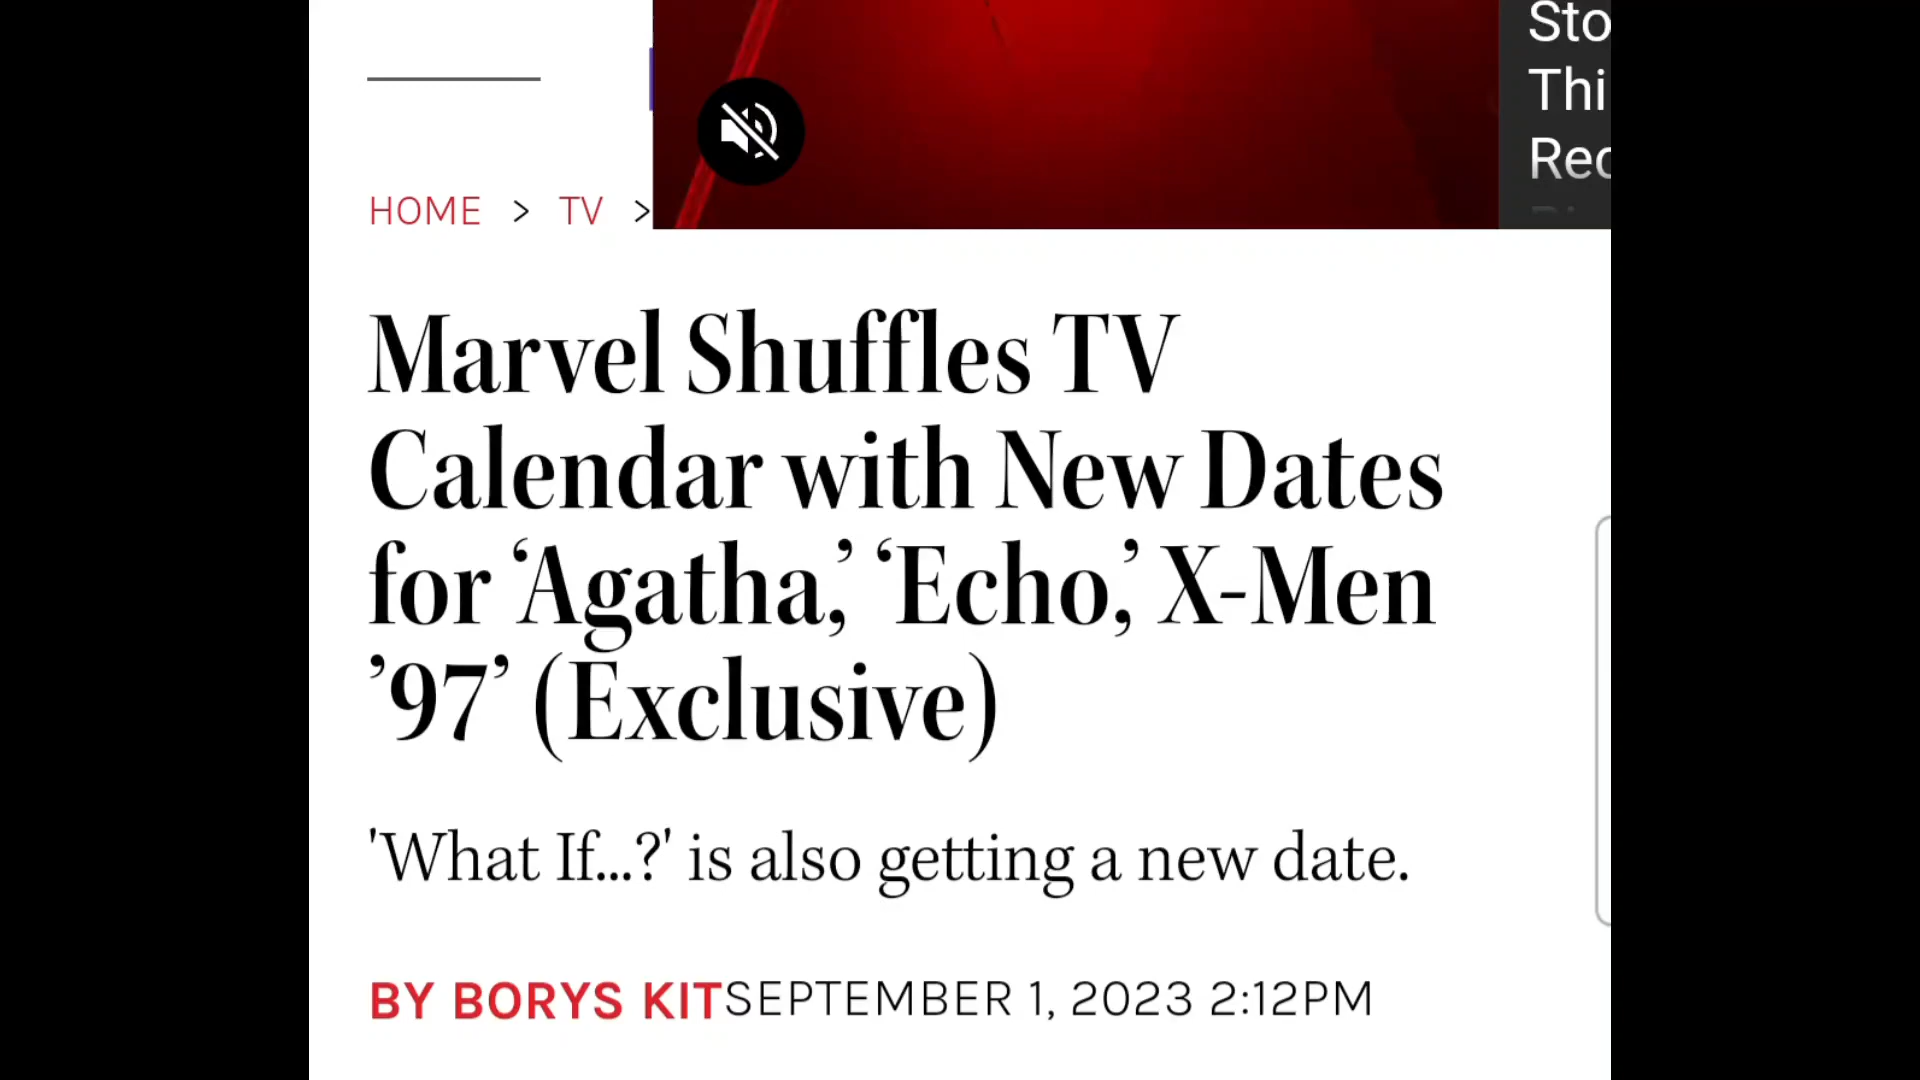 Sto
Thi
Rec
HOME > TV >
Marvel Shuffles TV
Calendar with New Dates
for ‘Agatha,’ ‘Echo,’ X-Men
’97’ (Exclusive)
'What If...?' is also getting a new date.
BY BORYS KITSEPTEMBER 1, 2023 2:12PM